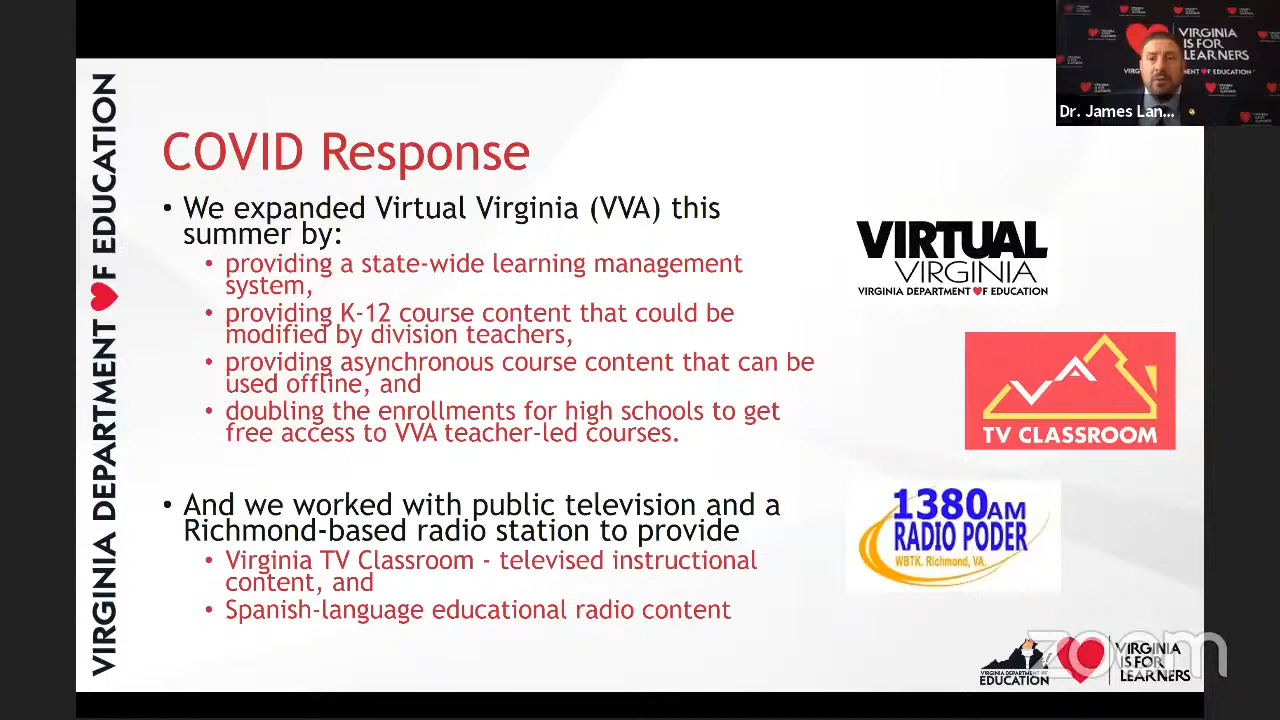 VIRGINIA IS FOR LEARNERS
VIRGINIA DEPARTMENT OF EDUCATION
Dr. James Lan...
VIRGINIA DEPARTMENT OF EDUCATION
COVID Response
• We expanded Virtual Virginia (VVA) this
summer by:
• providing a state-wide learning management
system,
• providing K-12 course content that could be
modified by division teachers,
• providing asynchronous course content that can be
used offline, and
• doubling the enrollments for high schools to get
free access to VVA teacher-led courses.
• And we worked with public television and a
Richmond-based radio station to provide
• Virginia TV Classroom - televised instructional
content, and
• Spanish-language educational radio content
VIRTUAL
VIRGINIA
VIRGINIA DEPARTMENT OF EDUCATION
VA
TV CLASSROOM
1380AM
RADIO PODER
WBTK. Richmond, VA.
VIRGINIA DEPARTMENT OF
EDUCATION
VIRGINIA
IS FOR
LEARNERS
zoom